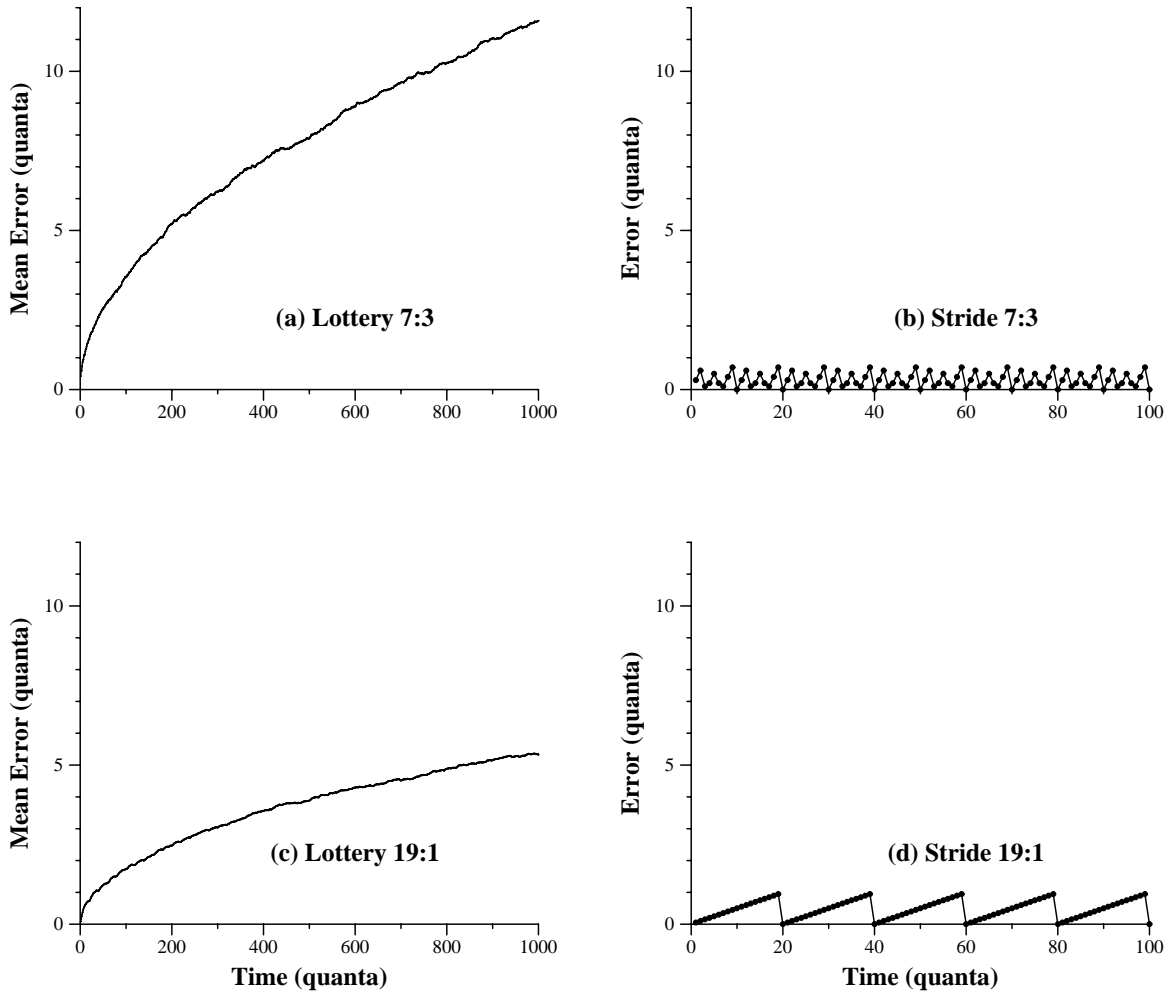 Mean Error (quanta)
10
5
0
0 200 400 600 800 1000
(a) Lottery 7:3
Error (quanta)
10
5
0
0 20 40 60 80 100
(b) Stride 7:3
Mean Error (quanta)
10
5
0
0 200 400 600 800 1000
(c) Lottery 19:1
Time (quanta)
Error (quanta)
10
5
0
0 20 40 60 80 100
(d) Stride 19:1
Time (quanta)